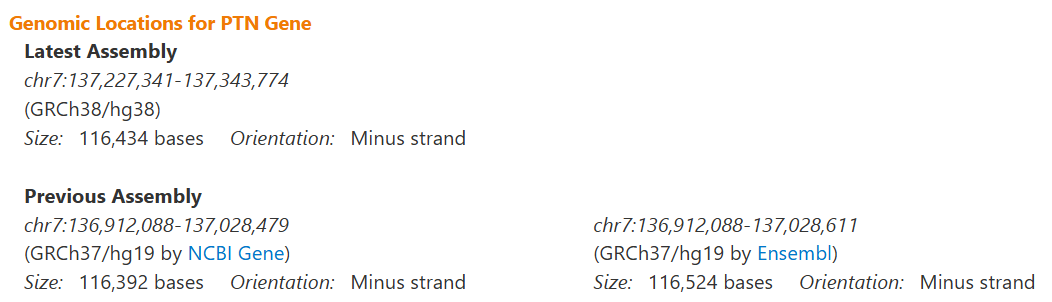 Genomic Locations for PTN Gene
Latest Assembly
chr7:137,227,341-137,343,774
(GRCh38/hg38)
Size: 116,434 bases Orientation: Minus strand
Previous Assembly
chr7:136,912,088-137,028,479
(GRCh37/hg19 by NCBI Gene)
Size: 116,392 bases Orientation: Minus strand
chr7:136,912,088-137,028,611
(GRCh37/hg19 by Ensembl)
Size: 116,524 bases Orientation: Minus strand